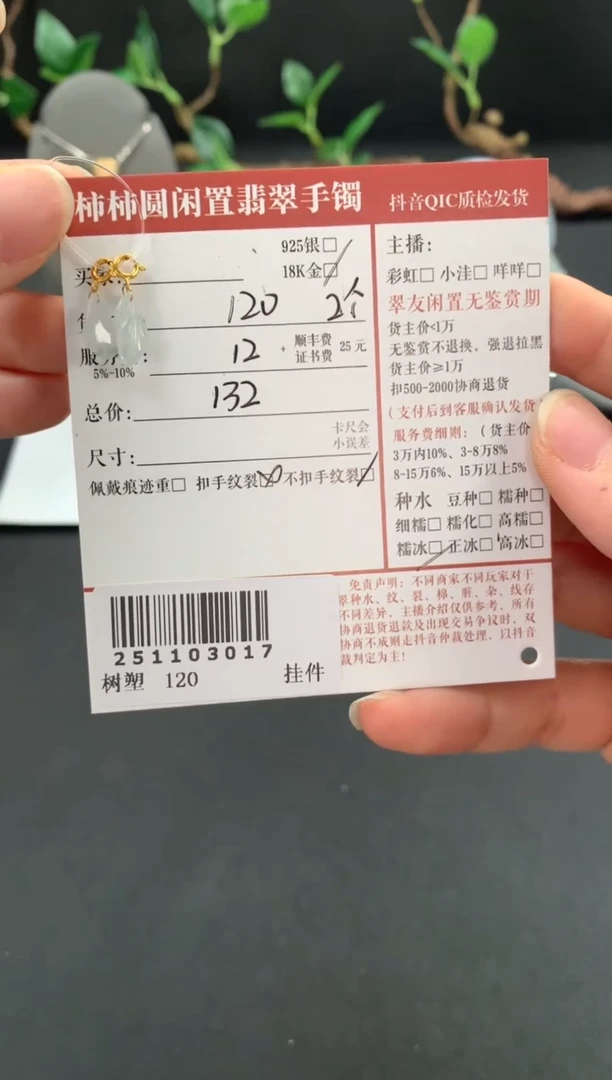 柿柿圆闲置翡翠手镯 抖音QIC质检发货
925银□
买
18K金□
120 2个
服务
5%-10%
12 + 顺丰费 证书费 25元
总价: 132
卡尺会
小误差
尺寸:
佩戴痕迹重□ 扣手纹裂□ 不扣手纹裂□
主播:
彩虹□ 小洼□ 咩咩□
翠友闲置无鉴赏期
货主价<1万
无鉴赏不退换，强退拉黑
货主价≥1万
扣500-2000协商退货
(支付后到客服确认发货)
服务费细则:(货主价
3万内10%、3-8万8%
8-15万6%、15万以上5%
种水 豆种□ 糯种□
细糯□ 糯化□ 高糯□
糯冰□ 正冰□ 高冰□
免责声明: 不同商家不同玩家对于
翠种水、纹、裂、棉、脏、杂、线存
不同差异，主播介绍仅供参考，所有
协商退货退款及出现交易争议时，双
协商不成则走抖音仲裁处理，以抖音
裁判定为主!
251103017
树塑 120 挂件